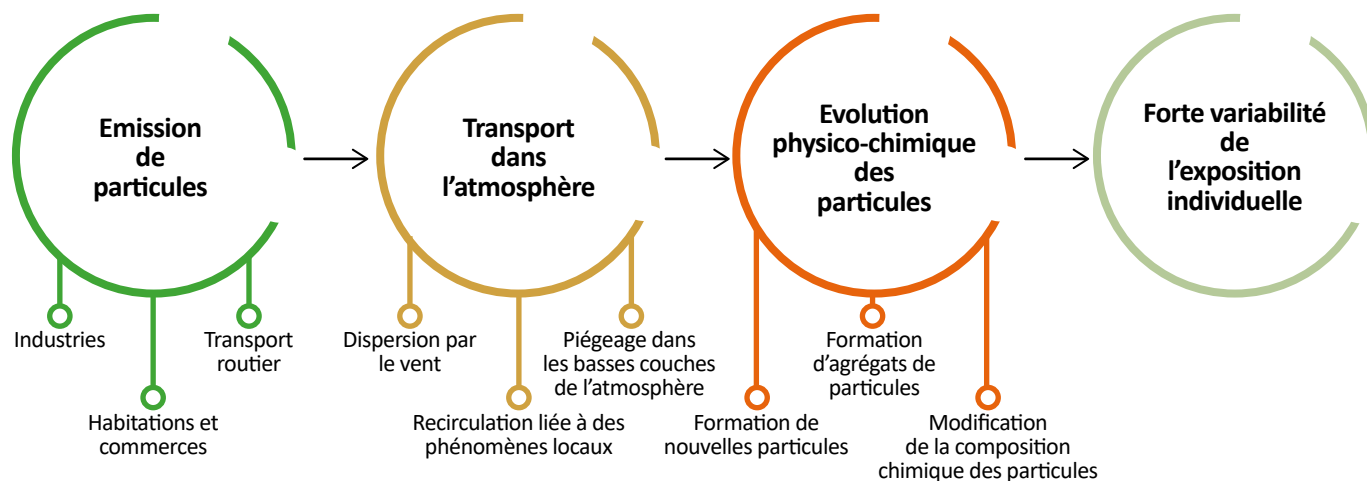 Emission
de
particules
Industries
Habitations et
commerces
Transport
routier
Transport
dans
l'atmosphère
Dispersion par
le vent
Recirculation liée à des
phénomènes locaux
Piégeage dans
les basses couches
de l'atmosphère
Evolution
physico-chimique
des
particules
Formation de
nouvelles particules
Formation
d'agrégats de
particules
Modification
de la composition
chimique des particules
Forte variabilité
de
l'exposition
individuelle